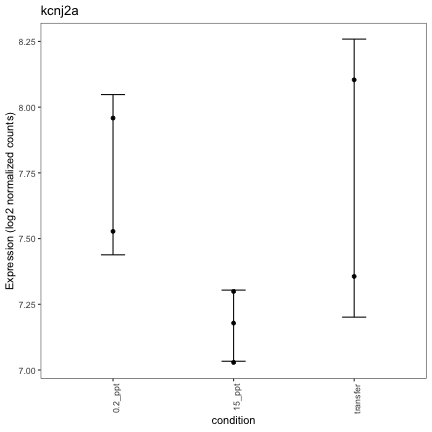 kcnj2a
Expression (log2 normalized counts)
8.25
8.00
7.75
7.50
7.25
7.00
0.2_ppt
15_ppt
transfer
condition